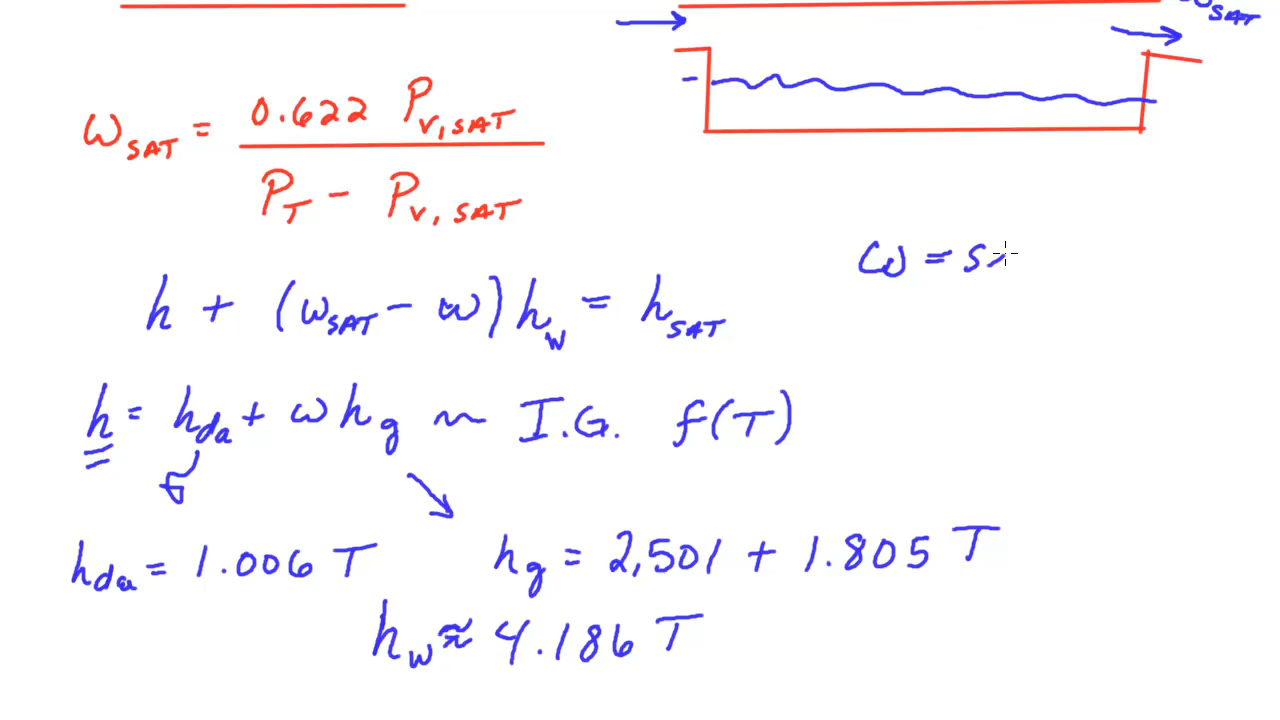 SAT
ω_SAT = 0.622 P_v,SAT / (P_T - P_v,SAT)
ω = s
h + (ω_SAT - ω) h_w = h_SAT
h = h_da + ω h_g ~ I.G. f(T)
h_da = 1.006 T h_g = 2,501 + 1.805 T
h_w ≈ 4.186 T